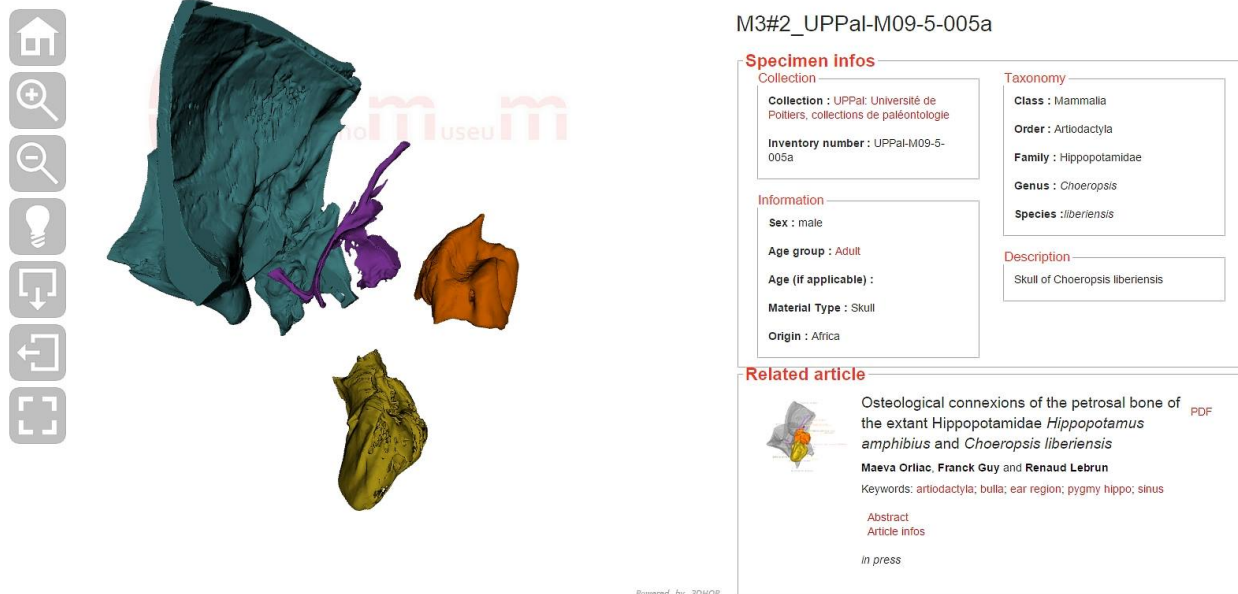 M3#2_UPPal-M09-5-005a
Specimen infos
Collection
Collection : UPPal: Université de
Poitiers, collections de paléontologie
Inventory number : UPPal-M09-5-
005a
Information
Sex : male
Age group : Adult
Age (if applicable) :
Material Type : Skull
Origin : Africa
Taxonomy
Class : Mammalia
Order : Artiodactyla
Family : Hippopotamidae
Genus : Choeropsis
Species :liberiensis
Description
Skull of Choeropsis liberiensis
Related article
Osteological connexions of the petrosal bone of
the extant Hippopotamidae Hippopotamus
amphibius and Choeropsis liberiensis
PDF
Maeva Orliac, Franck Guy and Renaud Lebrun
Keywords: artiodactyla; bulla; ear region; pygmy hippo; sinus
Abstract
Article infos
in press
Powered by 3DHOP